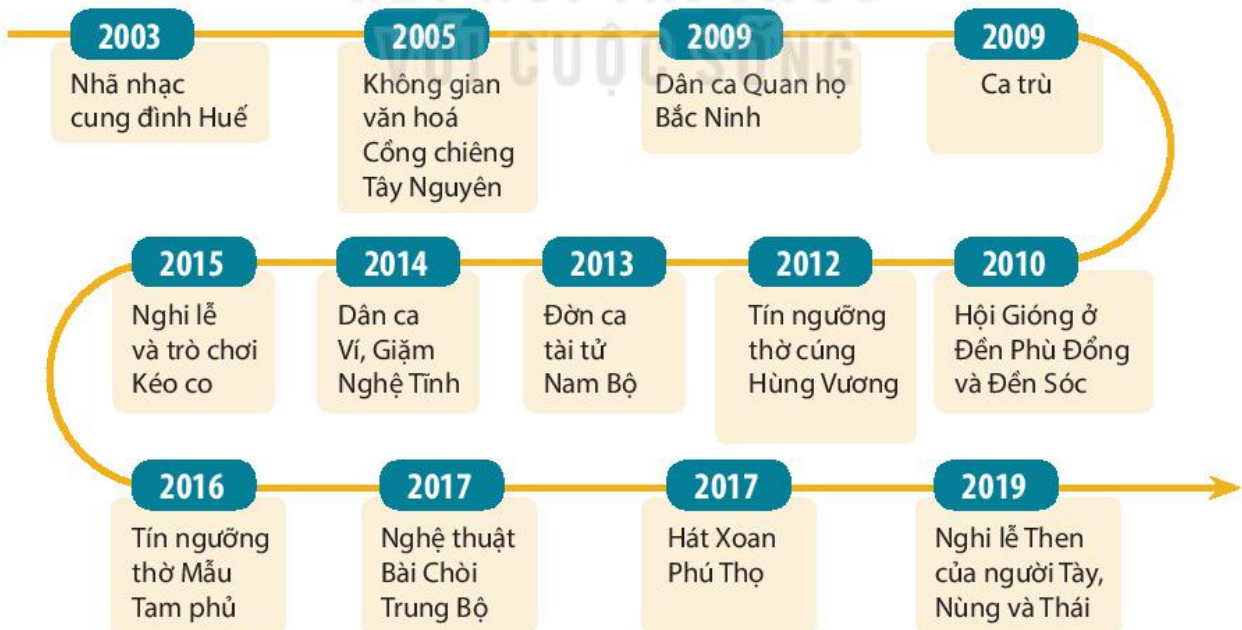 VỚI CUỘC SỐNG
2003
Nhã nhạc
cung đình Huế
2005
Không gian
văn hoá
Cồng chiêng
Tây Nguyên
2009
Dân ca Quan họ
Bắc Ninh
2009
Ca trù
2010
Hội Gióng ở
Đền Phù Đổng
và Đền Sóc
2012
Tín ngưỡng
thờ cúng
Hùng Vương
2013
Đờn ca
tài tử
Nam Bộ
2014
Dân ca
Ví, Giặm
Nghệ Tĩnh
2015
Nghi lễ
và trò chơi
Kéo co
2016
Tín ngưỡng
thờ Mẫu
Tam phủ
2017
Nghệ thuật
Bài Chòi
Trung Bộ
2017
Hát Xoan
Phú Thọ
2019
Nghi lễ Then
của người Tày,
Nùng và Thái